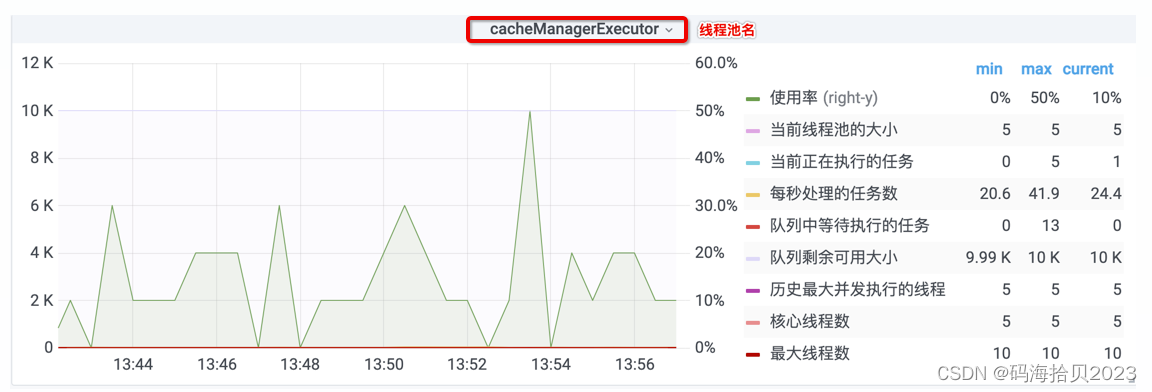 cacheManagerExecutor 线程池名
12 K 60.0% min max current
10 K 50% 使用率 (right-y) 0% 50% 10%
当前线程池的大小 5 5 5
8 K 40% 当前正在执行的任务 0 5 1
每秒处理的任务数 20.6 41.9 24.4
6 K 30.0% 队列中等待执行的任务 0 13 0
4 K 20% 队列剩余可用大小 9.99 K 10 K 10 K
2 K 10% 历史最大并发执行的线程 5 5 5
核心线程数 5 5 5
0 0% 最大线程数 10 10 10
13:44 13:46 13:48 13:50 13:52 13:54 13:56
CSDN @码海拾贝2023